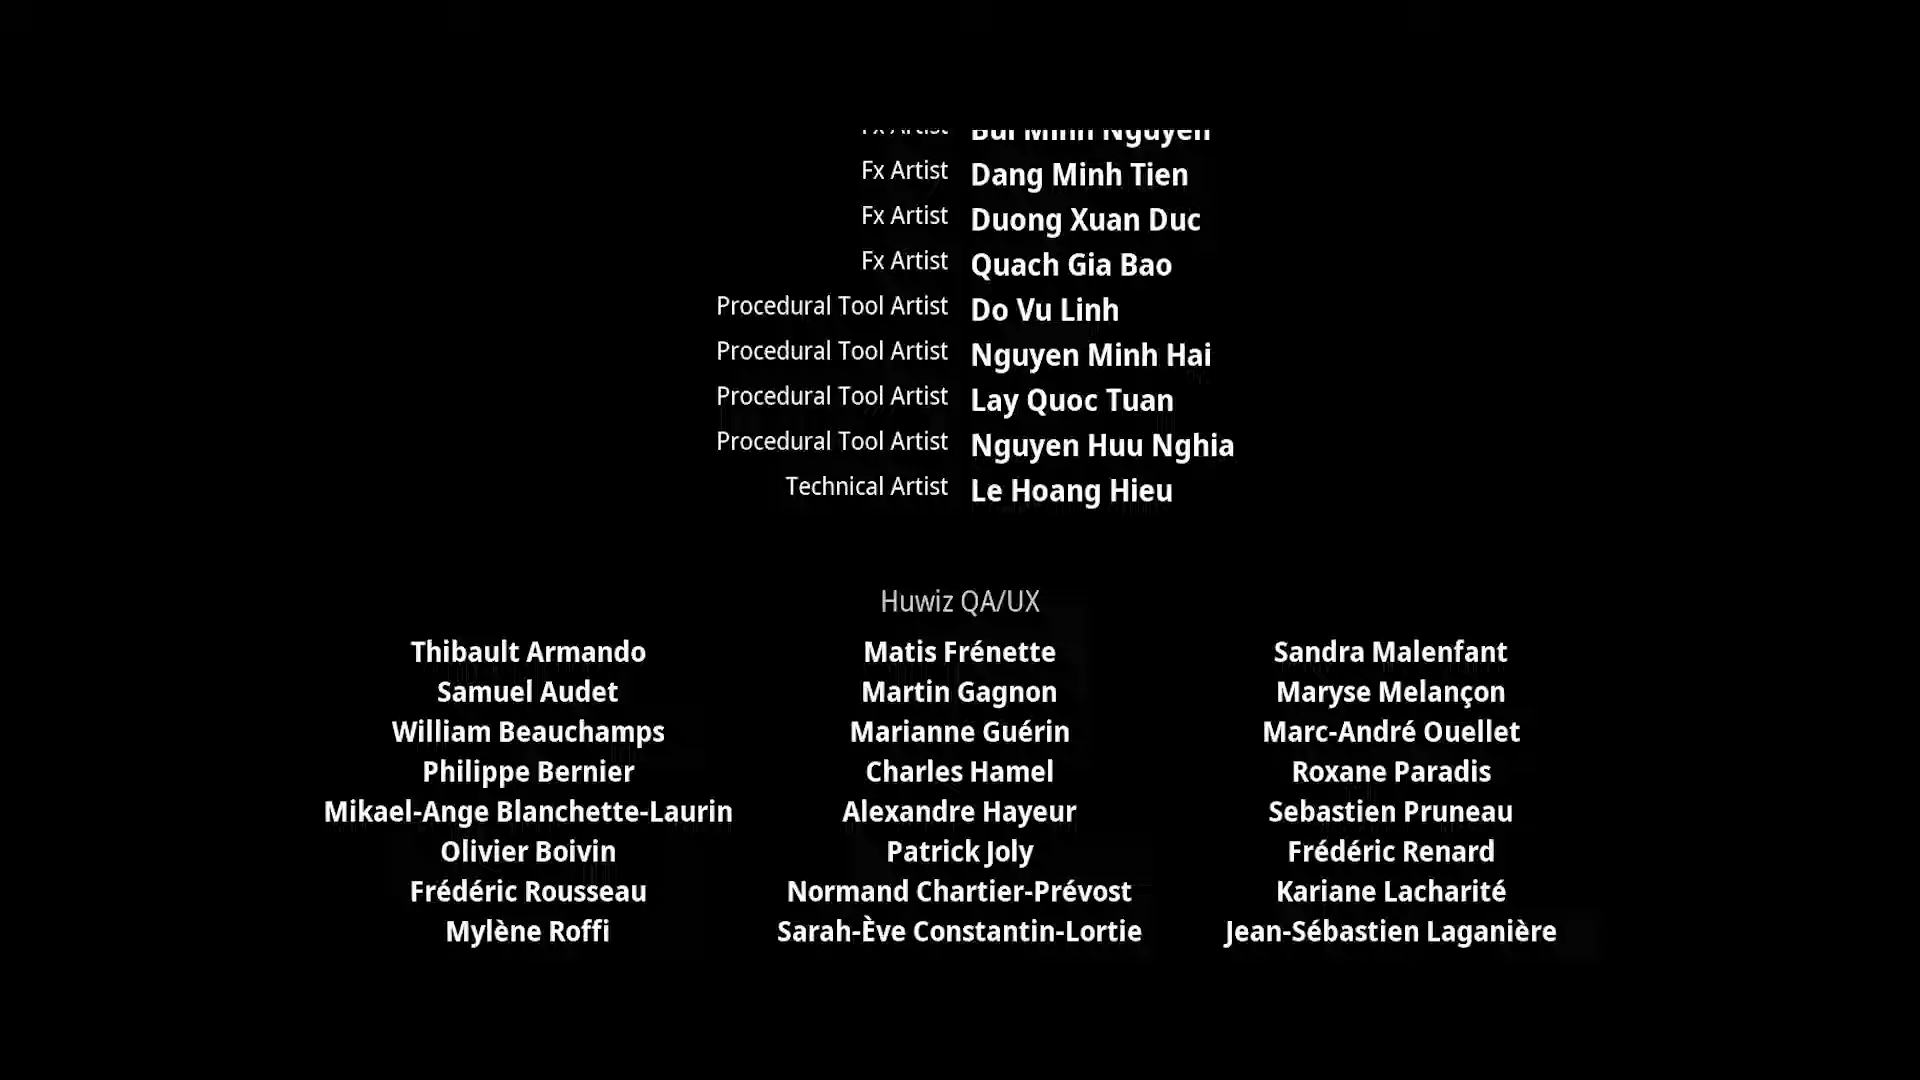 Fx Artist Bui Minh Nguyen
Fx Artist Dang Minh Tien
Fx Artist Duong Xuan Duc
Fx Artist Quach Gia Bao
Procedural Tool Artist Do Vu Linh
Procedural Tool Artist Nguyen Minh Hai
Procedural Tool Artist Lay Quoc Tuan
Procedural Tool Artist Nguyen Huu Nghia
Technical Artist Le Hoang Hieu
Huwiz QA/UX
Thibault Armando Matis Frénette Sandra Malenfant
Samuel Audet Martin Gagnon Maryse Melançon
William Beauchamps Marianne Guérin Marc-André Ouellet
Philippe Bernier Charles Hamel Roxane Paradis
Mikael-Ange Blanchette-Laurin Alexandre Hayeur Sebastien Pruneau
Olivier Boivin Patrick Joly Frédéric Renard
Frédéric Rousseau Normand Chartier-Prévost Kariane Lacharité
Mylène Roffi Sarah-Ève Constantin-Lortie Jean-Sébastien Laganière